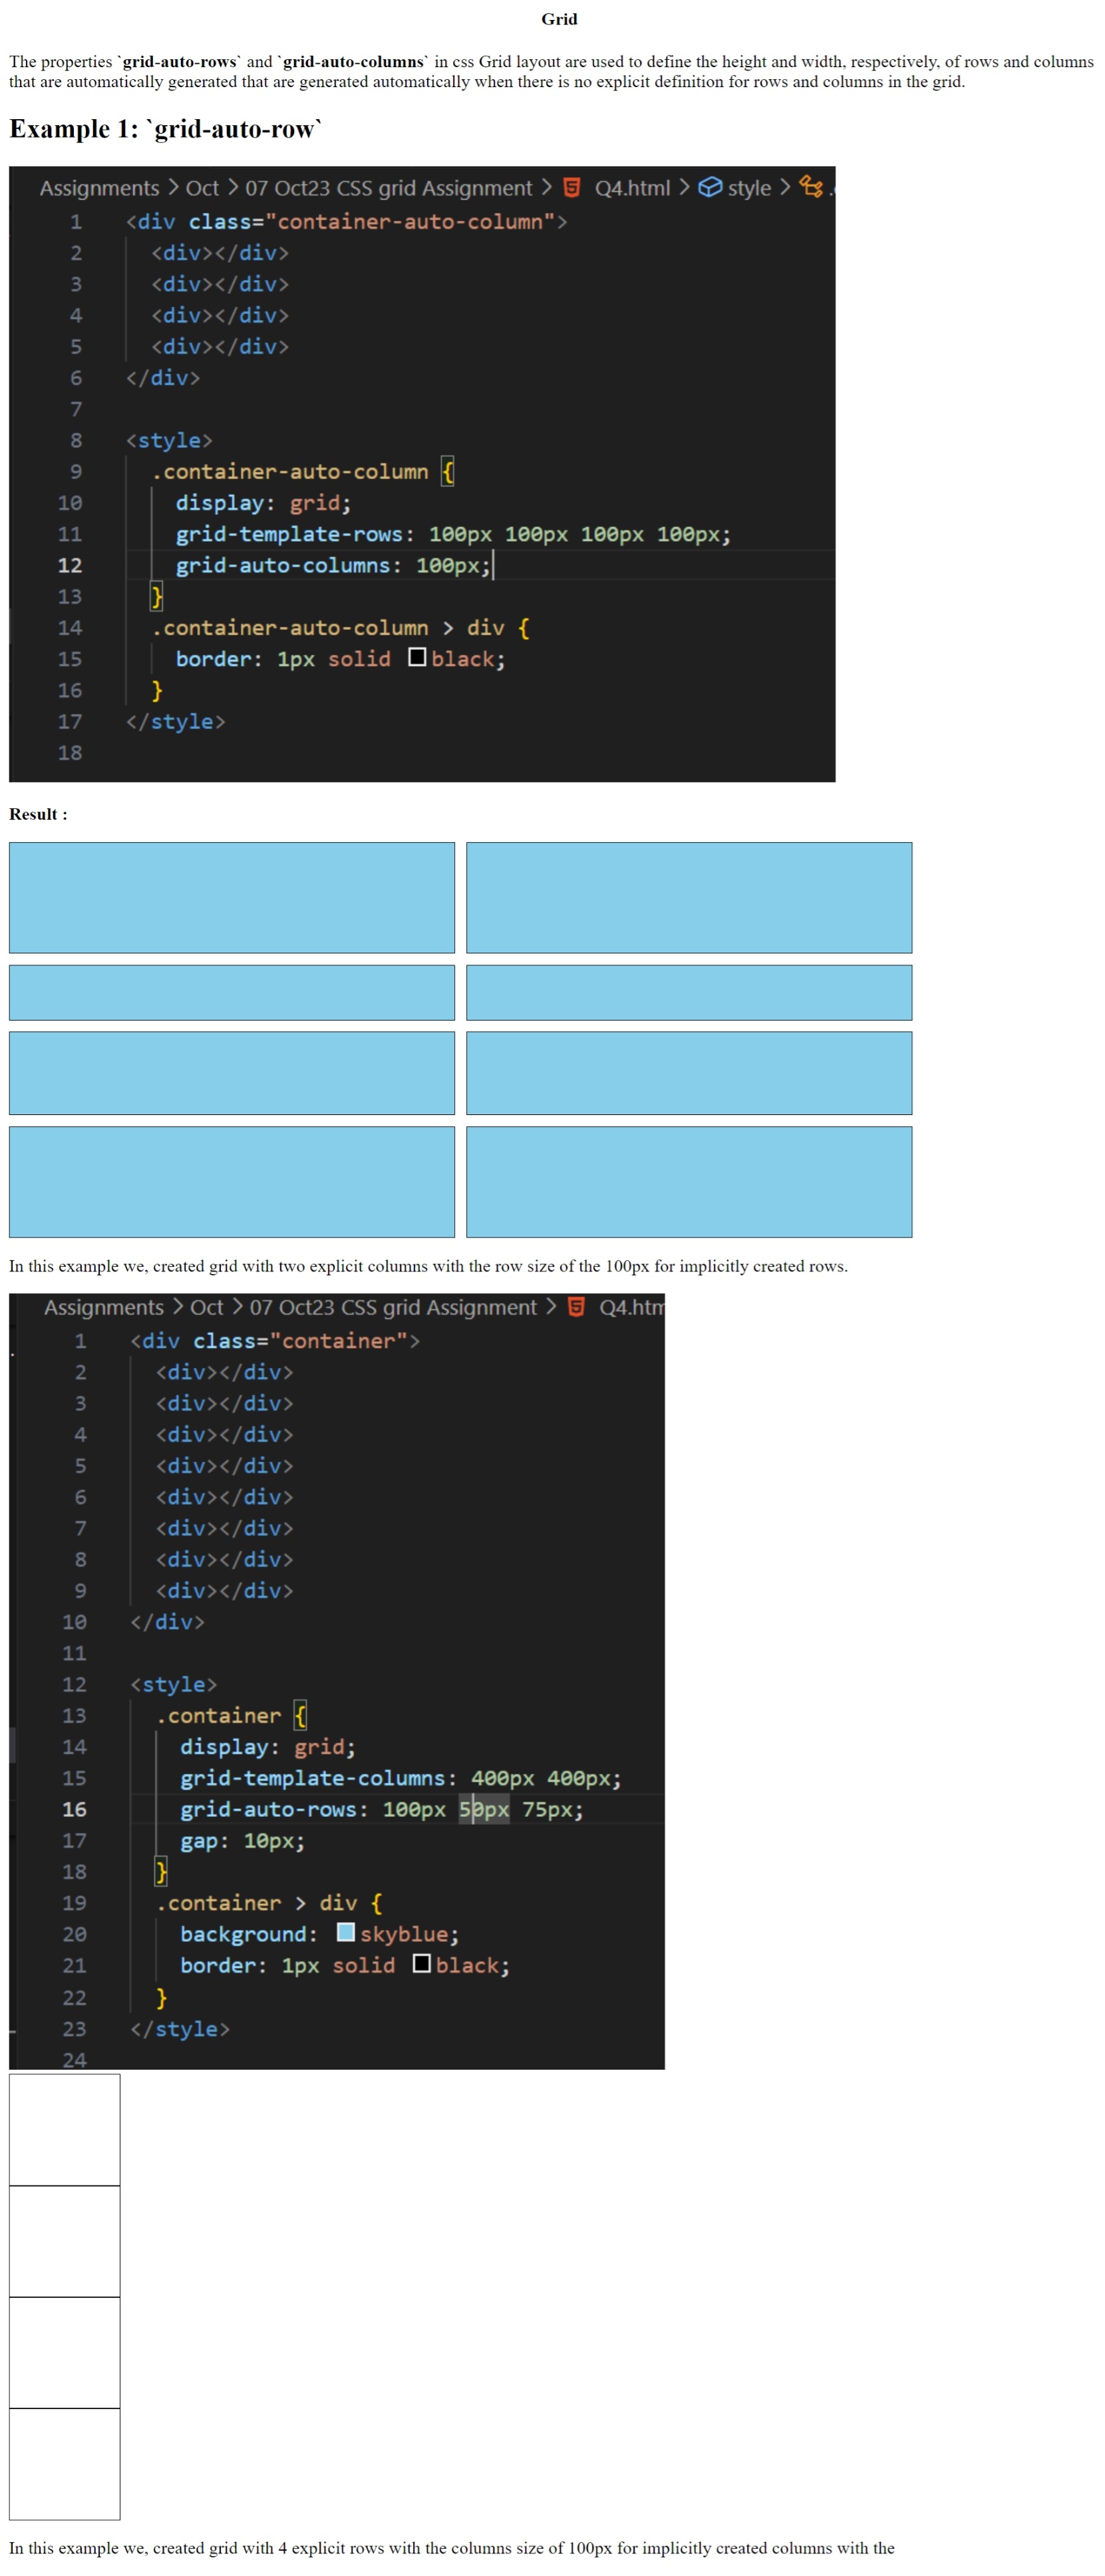 Grid
The properties `grid-auto-rows` and `grid-auto-columns` in css Grid layout are used to define the height and width, respectively, of rows and columns
that are automatically generated that are generated automatically when there is no explicit definition for rows and columns in the grid.
Example 1: `grid-auto-row`
Assignments > Oct > 07 Oct23 CSS grid Assignment > Q4.html > style >
1 <div class="container-auto-column">
2 <div></div>
3 <div></div>
4 <div></div>
5 <div></div>
6 </div>
7
8 <style>
9 .container-auto-column {
10 display: grid;
11 grid-template-rows: 100px 100px 100px 100px;
12 grid-auto-columns: 100px;
13 }
14 .container-auto-column > div {
15 border: 1px solid black;
16 }
17 </style>
18
Result :
In this example we, created grid with two explicit columns with the row size of the 100px for implicitly created rows.
Assignments > Oct > 07 Oct23 CSS grid Assignment > Q4.htm
1 <div class="container">
2 <div></div>
3 <div></div>
4 <div></div>
5 <div></div>
6 <div></div>
7 <div></div>
8 <div></div>
9 <div></div>
10 </div>
11
12 <style>
13 .container {
14 display: grid;
15 grid-template-columns: 400px 400px;
16 grid-auto-rows: 100px 50px 75px;
17 gap: 10px;
18 }
19 .container > div {
20 background: skyblue;
21 border: 1px solid black;
22 }
23 </style>
24
In this example we, created grid with 4 explicit rows with the columns size of 100px for implicitly created columns with the